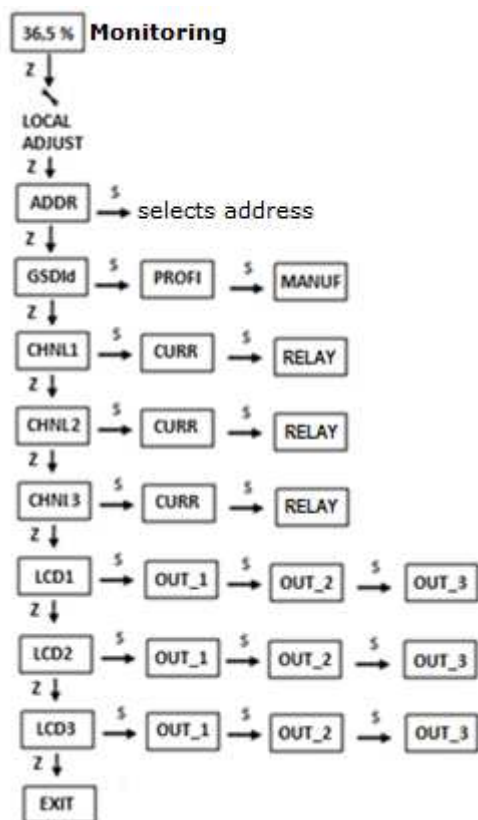 36,5 % Monitoring
Z
LOCAL
ADJUST
Z
S
ADDR selects address
Z
S S
GSDId PROFI MANUF
Z
S S
CHNL1 CURR RELAY
Z
S S
CHNL2 CURR RELAY
Z
S S
CHNL3 CURR RELAY
Z
S S S
LCD1 OUT_1 OUT_2 OUT_3
Z
S S S
LCD2 OUT_1 OUT_2 OUT_3
Z
S S S
LCD3 OUT_1 OUT_2 OUT_3
Z
EXIT